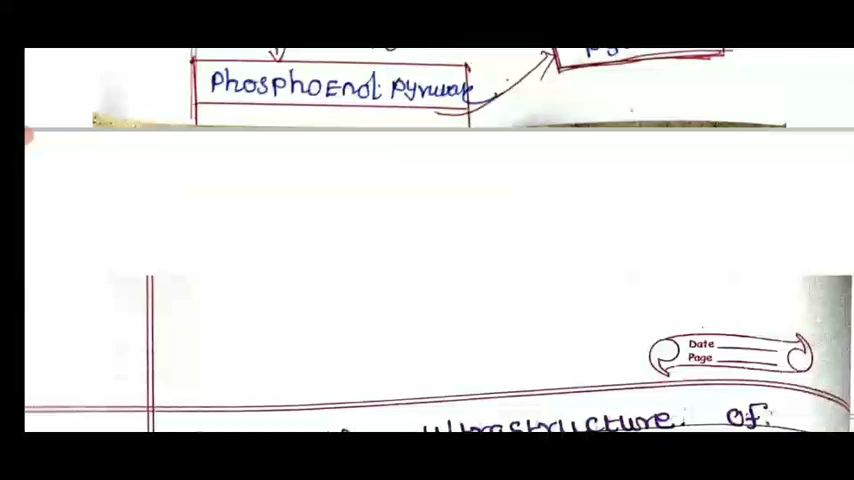 PhosphoEnol pyruvate
Date
Page
Ultrastructure of